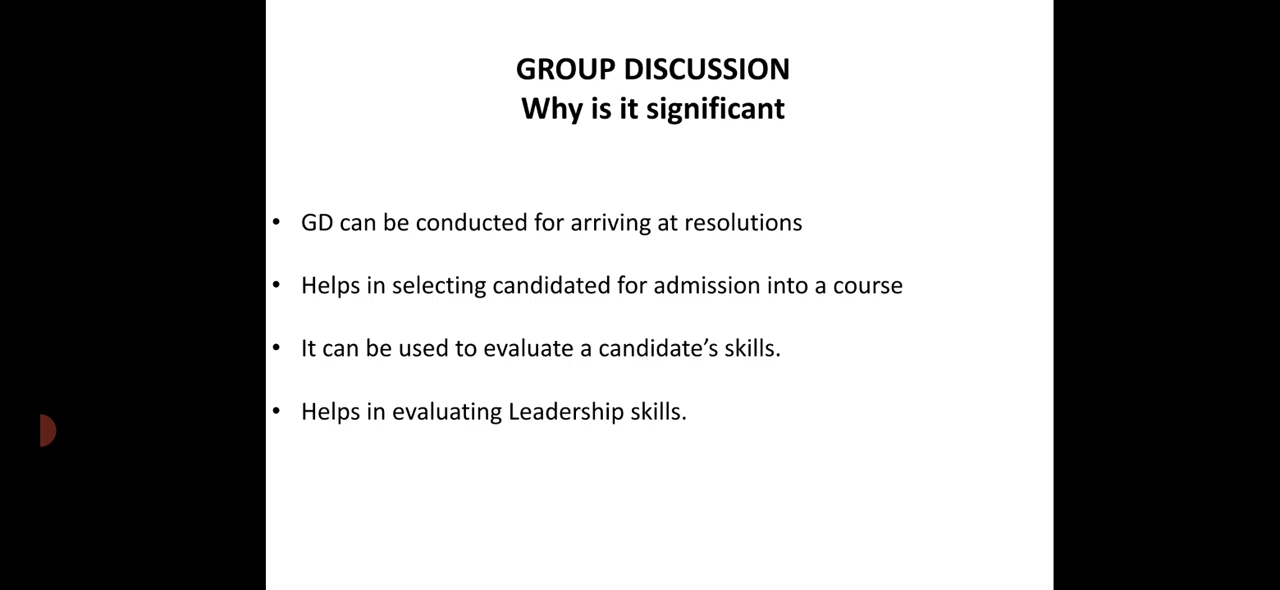 GROUP DISCUSSION
Why is it significant
• GD can be conducted for arriving at resolutions
• Helps in selecting candidated for admission into a course
• It can be used to evaluate a candidate’s skills.
• Helps in evaluating Leadership skills.